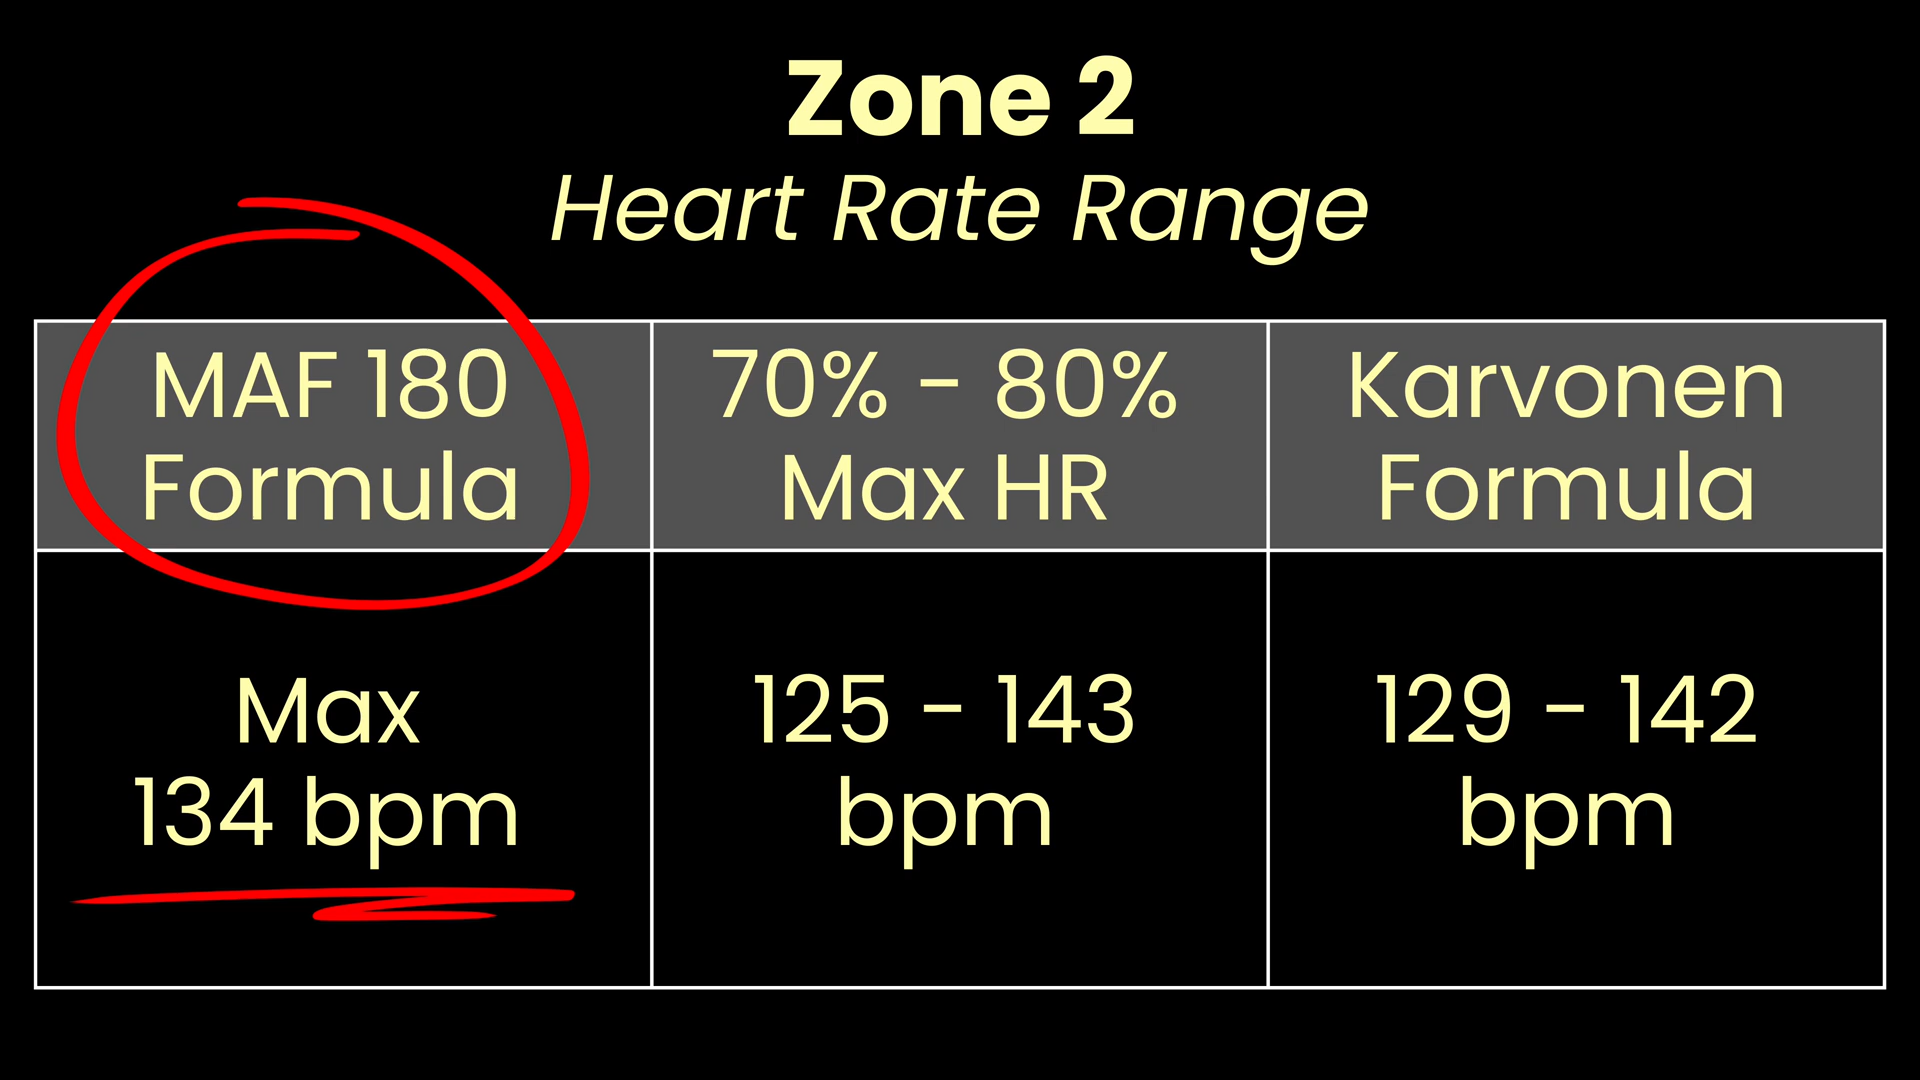 Zone 2
Heart Rate Range
MAF 180
Formula
70% - 80%
Max HR
Karvonen
Formula
Max
134 bpm
125 - 143
bpm
129 - 142
bpm